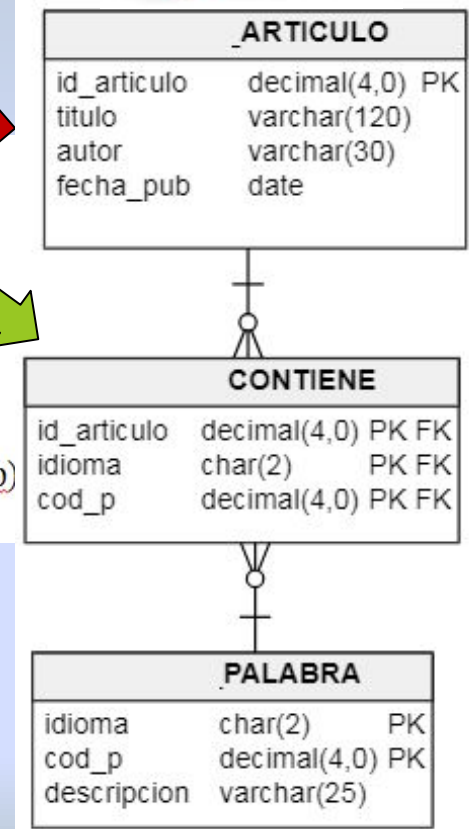 _ARTICULO
id_articulo decimal(4,0) PK
titulo varchar(120)
autor varchar(30)
fecha_pub date
CONTIENE
id_articulo decimal(4,0) PK FK
idioma char(2) PK FK
cod_p decimal(4,0) PK FK
PALABRA
idioma char(2) PK
cod_p decimal(4,0) PK
descripcion varchar(25)